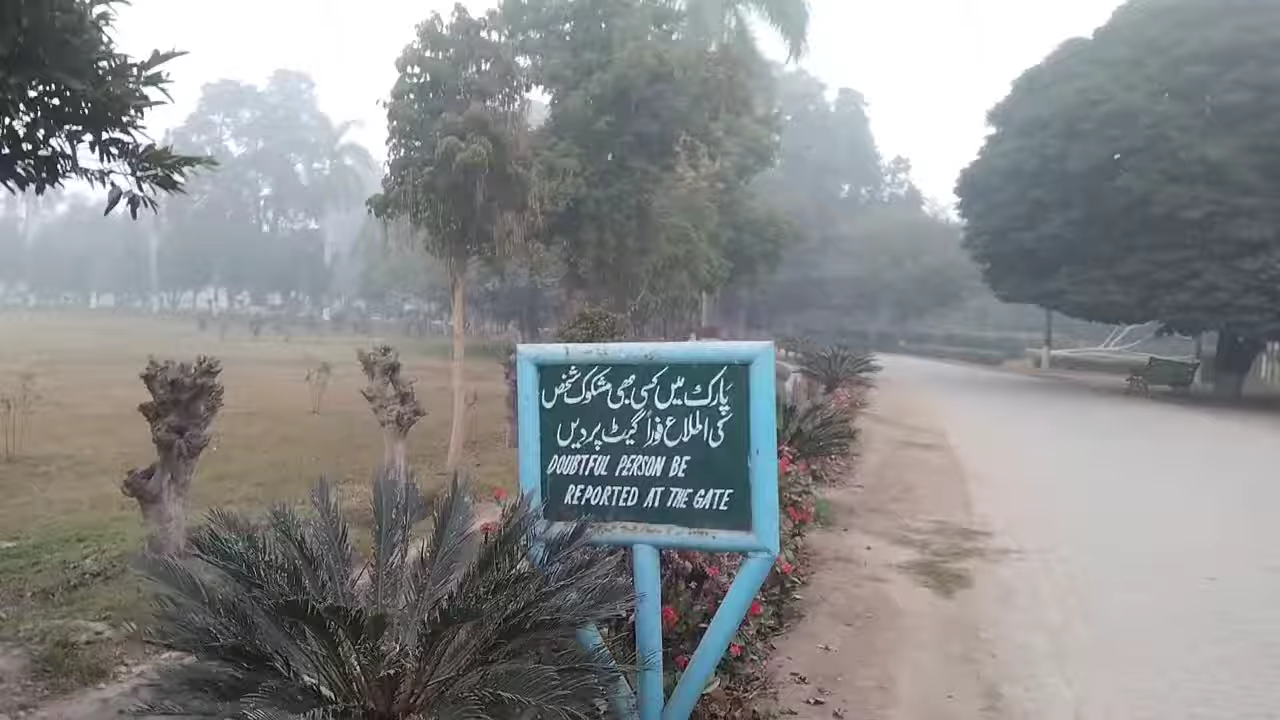 پارک میں کسی بھی مشکوک شخص
کی اطلاع فوراً گیٹ پر دیں
DOUBTFUL PERSON BE
REPORTED AT THE GATE